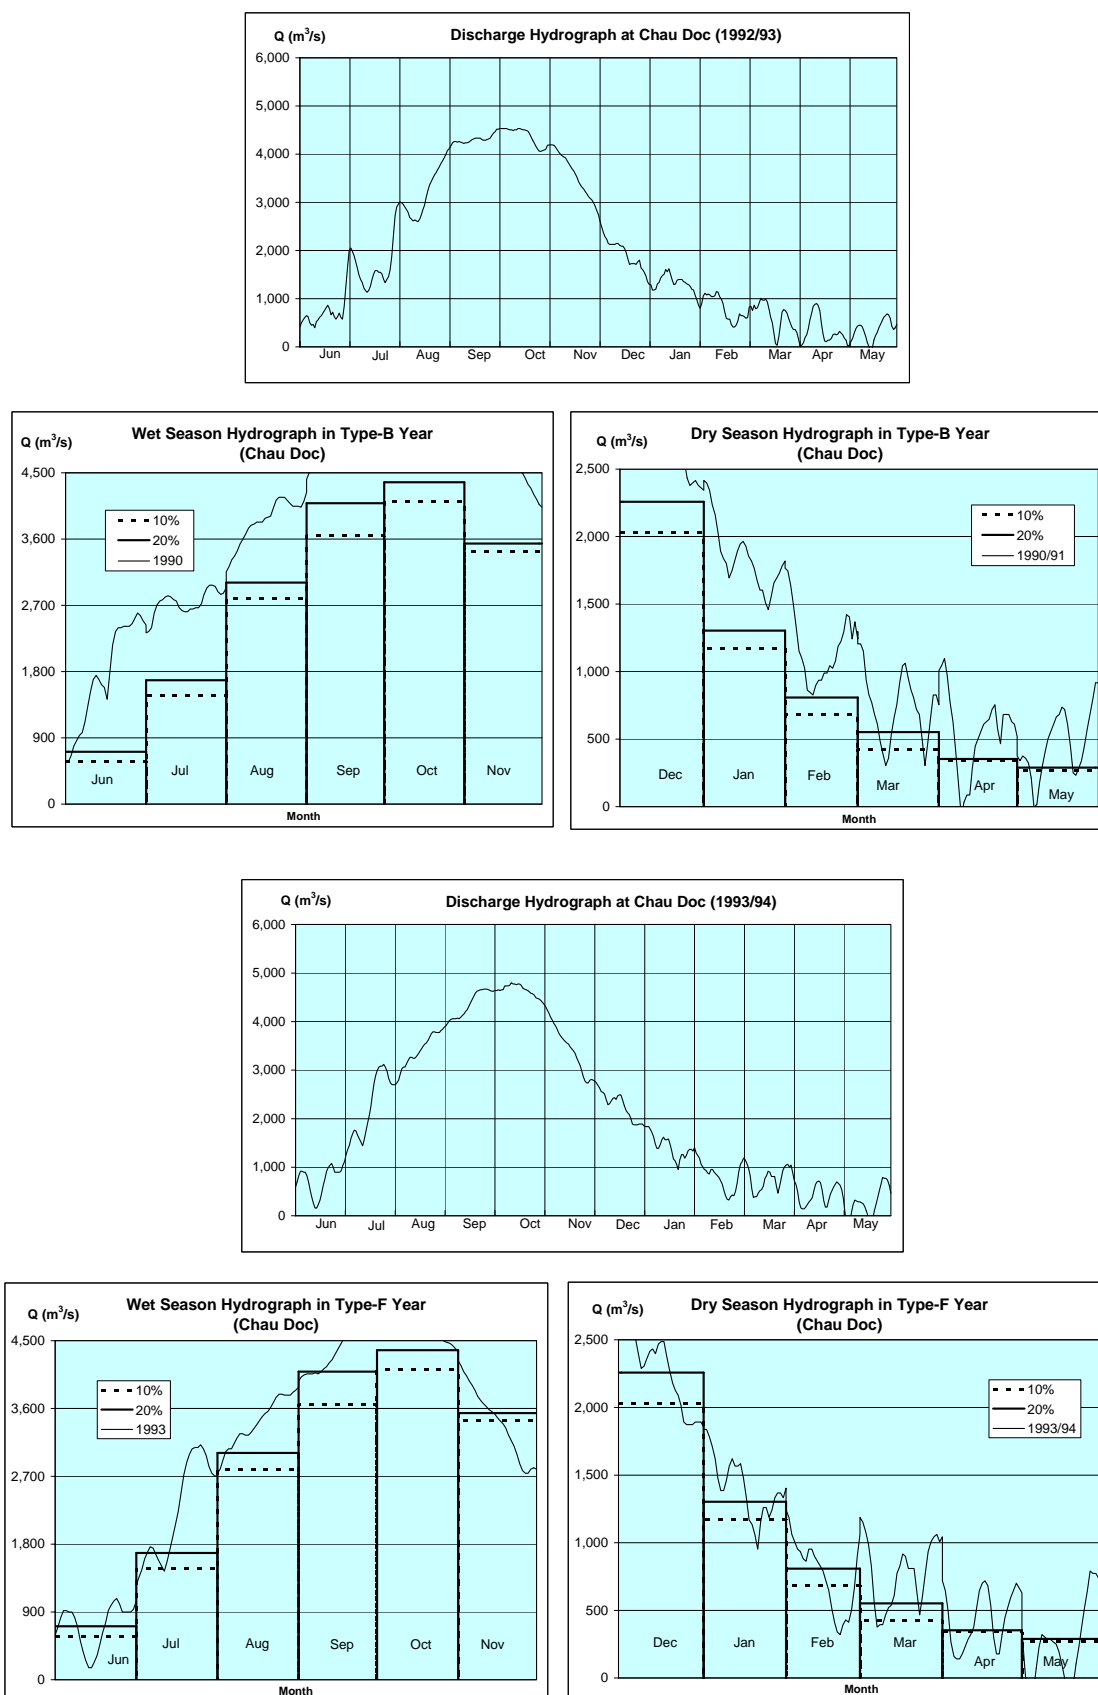 Q (m³/s)
Discharge Hydrograph at Chau Doc (1992/93)
6,000
5,000
4,000
3,000
2,000
1,000
0
Jun Jul Aug Sep Oct Nov Dec Jan Feb Mar Apr May
Q (m³/s)
Wet Season Hydrograph in Type-B Year
(Chau Doc)
4,500
3,600
2,700
1,800
900
0
10%
20%
1990
Jun Jul Aug Sep Oct Nov
Month
Q (m³/s)
Dry Season Hydrograph in Type-B Year
(Chau Doc)
2,500
2,000
1,500
1,000
500
0
10%
20%
1990/91
Dec Jan Feb Mar Apr May
Month
Q (m³/s)
Discharge Hydrograph at Chau Doc (1993/94)
6,000
5,000
4,000
3,000
2,000
1,000
0
Jun Jul Aug Sep Oct Nov Dec Jan Feb Mar Apr May
Q (m³/s)
Wet Season Hydrograph in Type-F Year
(Chau Doc)
4,500
3,600
2,700
1,800
900
0
10%
20%
1993
Jun Jul Aug Sep Oct Nov
Month
Q (m³/s)
Dry Season Hydrograph in Type-F Year
(Chau Doc)
2,500
2,000
1,500
1,000
500
0
10%
20%
1993/94
Dec Jan Feb Mar Apr May
Month